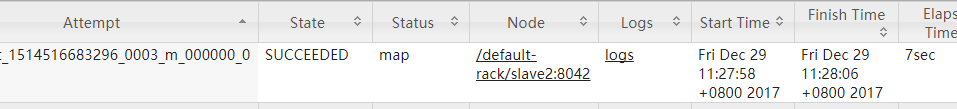 Attempt State Status Node Logs Start Time Finish Time Elaps
Time
t_1514516683296_0003_m_000000_0 SUCCEEDED map /default-
rack/slave2:8042 logs Fri Dec 29
11:27:58
+0800 2017 Fri Dec 29
11:28:06
+0800 2017 7sec